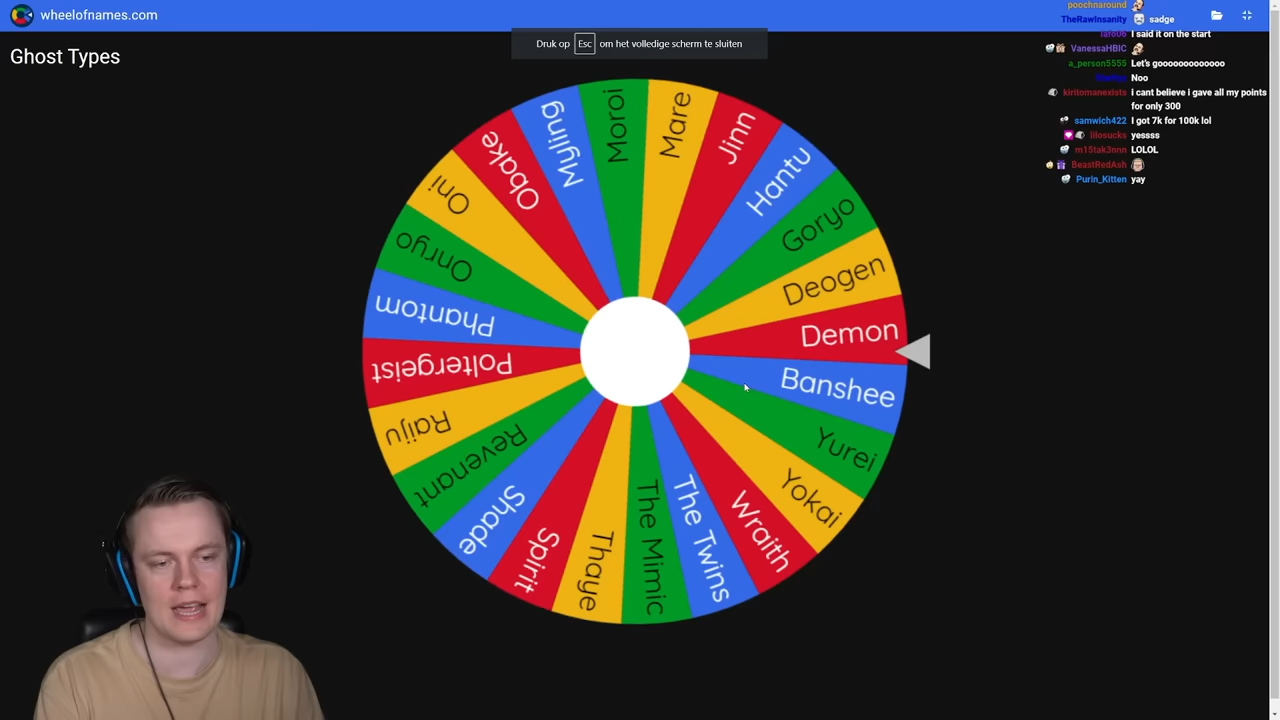 wheelofnames.com
Ghost Types
Druk op Esc om het volledige scherm te sluiten
poochnaround
TheRawInsanity sadge
I said it on the start
VanessaHBIC
a_person5555 Let's gooooooooooooo
Noo
kiritomanexists i cant believe i gave all my points
for only 300
samwich422 I got 7k for 100k lol
lilosucks yessss
m15tak3nnn LOLOL
BeastRedAsh
Purin_Kitten yay
Demon
Deogen
Goryo
Hantu
Jinn
Mare
Moroi
Myling
Obake
Oni
Onryo
Phantom
Poltergeist
Raiju
Revenant
Shade
Spirit
Thaye
The Mimic
The Twins
Wraith
Yokai
Yurei
Banshee